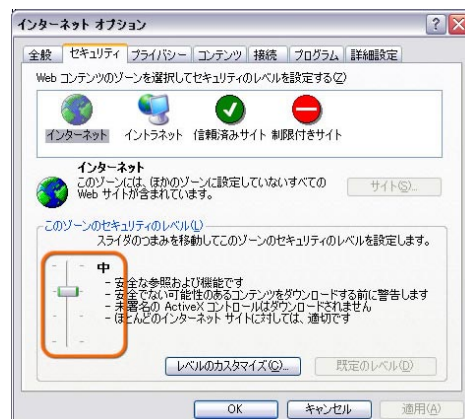 インターネット オプション
全般 セキュリティ プライバシー コンテンツ 接続 プログラム 詳細設定
Web コンテンツのゾーンを選択してセキュリティのレベルを設定する(Z)
インターネット イントラネット 信頼済みサイト 制限付きサイト
インターネット
このゾーンには、ほかのゾーンに設定していないすべての
Web サイトが含まれています。
サイト(S)...
このゾーンのセキュリティのレベル(L)
スライダのつまみを移動してこのゾーンのセキュリティのレベルを設定します。
中
- 安全な参照および機能です
- 安全でない可能性のあるコンテンツをダウンロードする前に警告します
- 未署名の ActiveX コントロールはダウンロードされません
- ほとんどのインターネット サイトに対しては、適切です
レベルのカスタマイズ(C)... 既定のレベル(D)
OK キャンセル 適用(A)